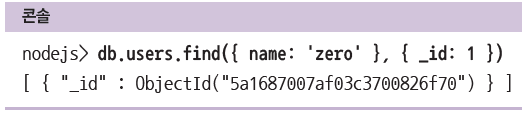 콘솔
nodejs> db.users.find({ name: 'zero' }, { _id: 1 })
[ { "_id" : ObjectId("5a1687007af03c3700826f70") } ]